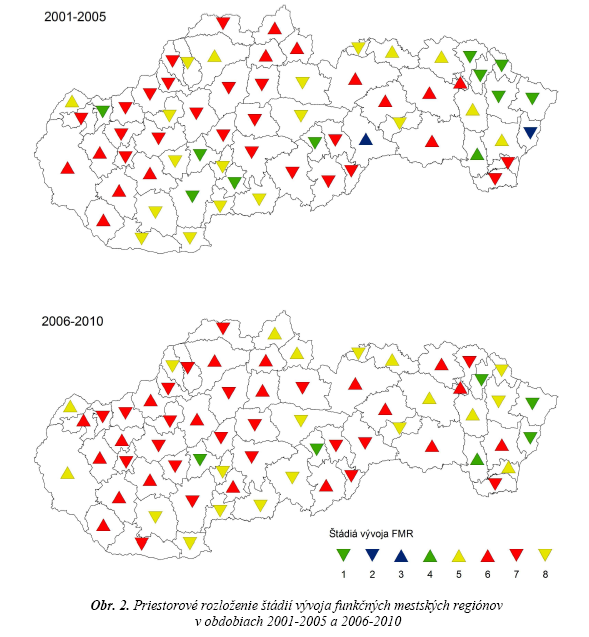 2001-2005
2006-2010
Štádiá vývoja FMR
1 2 3 4 5 6 7 8
Obr. 2. Priestorové rozloženie štádií vývoja funkčných mestských regiónov
v obdobiach 2001-2005 a 2006-2010